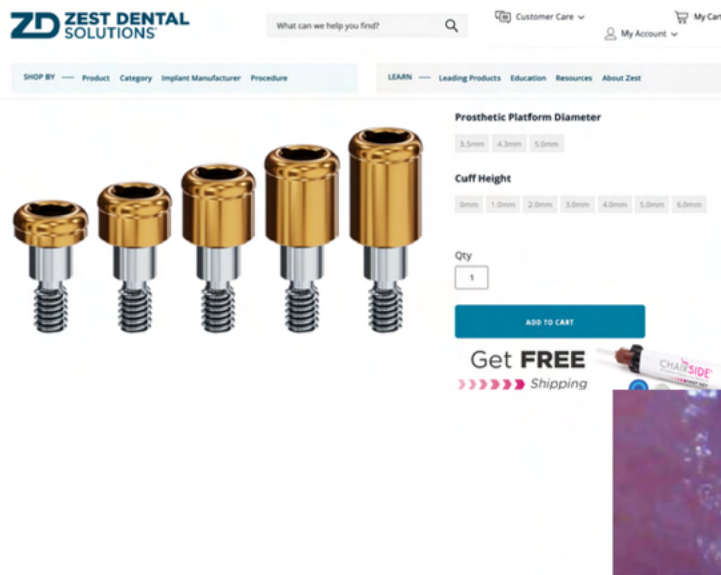 ZD ZEST DENTAL
SOLUTIONS
What can we help you find?
Customer Care
My Cart
My Account
SHOP BY — Product Category Implant Manufacturer Procedure
LEARN — Leading Products Education Resources About Zest
Prosthetic Platform Diameter
3.5mm 4.3mm 5.0mm
Cuff Height
0mm 1.0mm 2.0mm 3.0mm 4.0mm 5.0mm 6.0mm
Qty
1
ADD TO CART
Get FREE
Shipping
CHAIRSIDE